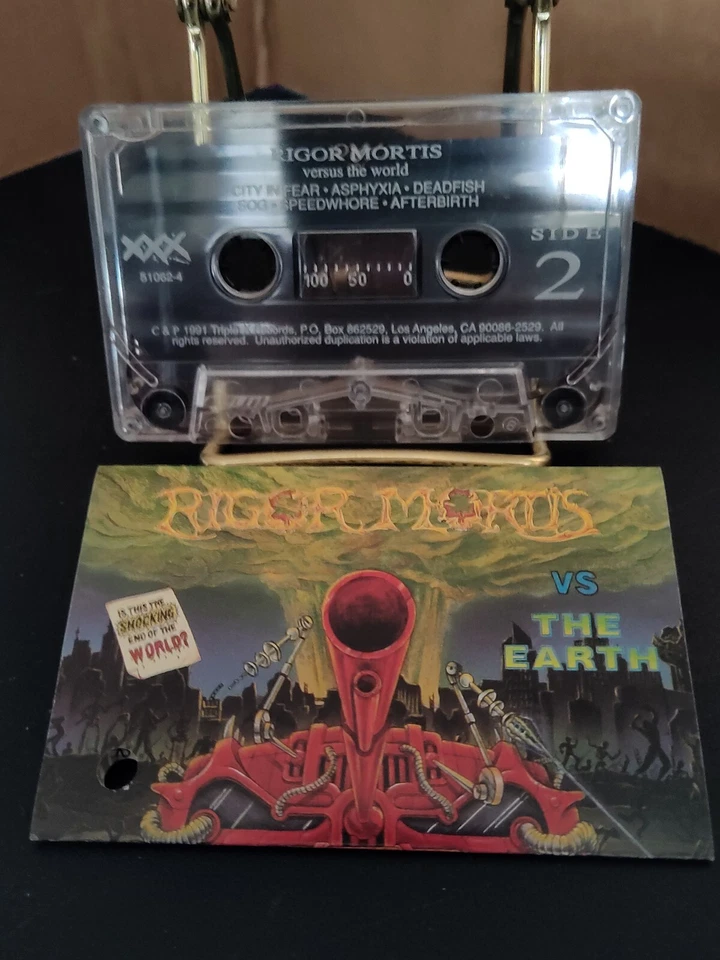 RIGOR MORTIS
versus the world
CITY IN FEAR • ASPHYXIA • DEADFISH
SOG • SPEEDWHORE • AFTERBIRTH
XXX
51062-4
SIDE
2
100 50 0
C & P 1991 Triple X Records, P.O. Box 862529, Los Angeles, CA 90086-2529. All
rights reserved. Unauthorized duplication is a violation of applicable laws.
RIGOR MORTIS
VS
THE
EARTH
IS THIS THE
SHOCKING
END OF THE
WORLD?